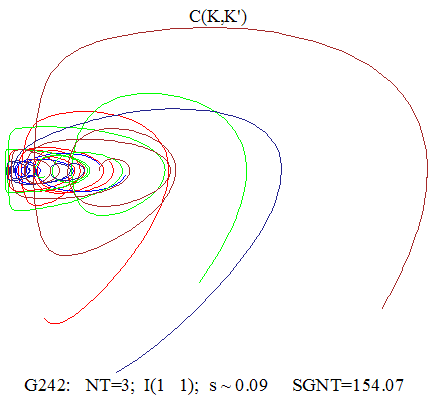 C(K,K')
G242: NT=3; I(1 1); s ~ 0.09 SGNT=154.07